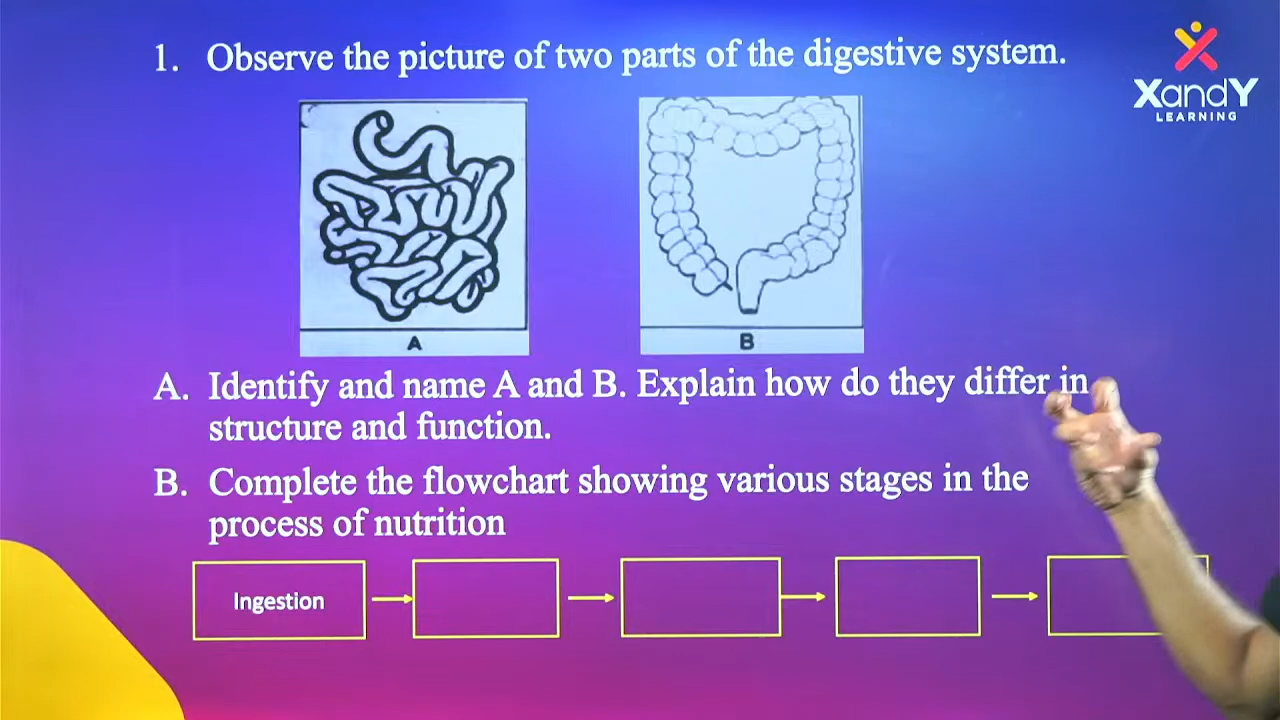 XandY
LEARNING
1. Observe the picture of two parts of the digestive system.
A
B
A. Identify and name A and B. Explain how do they differ in
structure and function.
B. Complete the flowchart showing various stages in the
process of nutrition
Ingestion